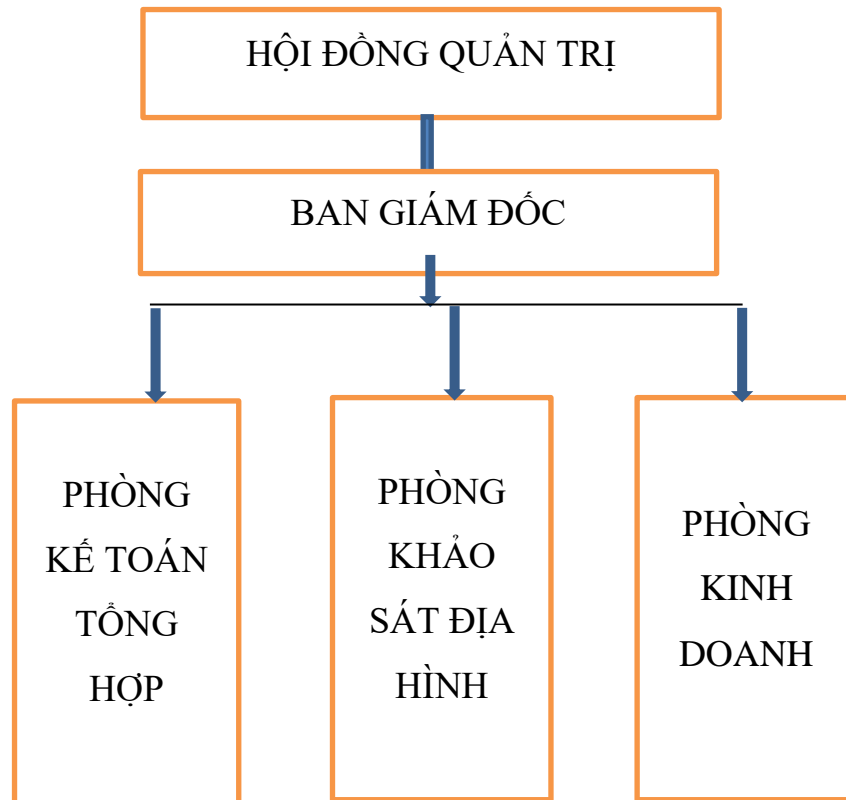 HỘI ĐỒNG QUẢN TRỊ
BAN GIÁM ĐỐC
PHÒNG
KẾ TOÁN
TỔNG
HỢP
PHÒNG
KHẢO
SÁT ĐỊA
HÌNH
PHÒNG
KINH
DOANH